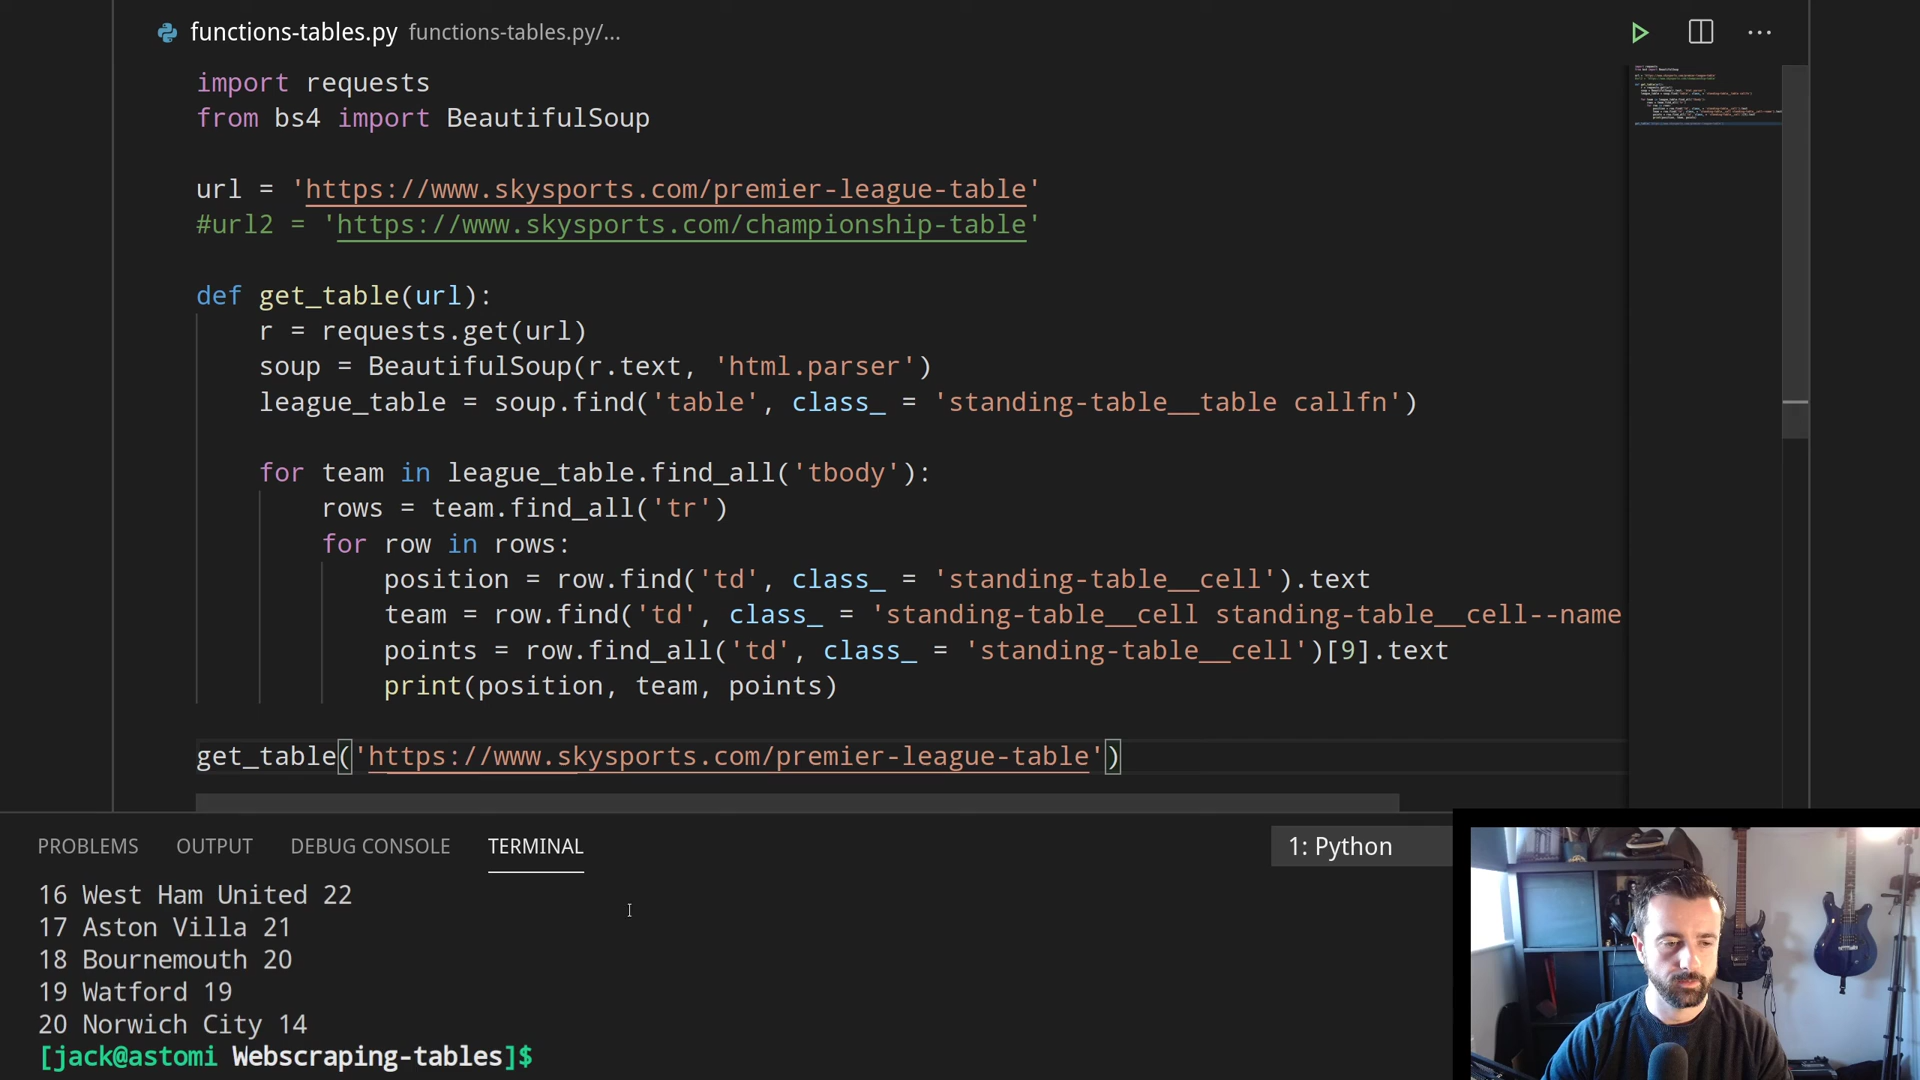 functions-tables.py functions-tables.py/...
import requests
from bs4 import BeautifulSoup
url = 'https://www.skysports.com/premier-league-table'
#url2 = 'https://www.skysports.com/championship-table'
def get_table(url):
r = requests.get(url)
soup = BeautifulSoup(r.text, 'html.parser')
league_table = soup.find('table', class_ = 'standing-table__table callfn')
for team in league_table.find_all('tbody'):
rows = team.find_all('tr')
for row in rows:
position = row.find('td', class_ = 'standing-table__cell').text
team = row.find('td', class_ = 'standing-table__cell standing-table__cell--name
points = row.find_all('td', class_ = 'standing-table__cell')[9].text
print(position, team, points)
get_table('https://www.skysports.com/premier-league-table')
PROBLEMS OUTPUT DEBUG CONSOLE TERMINAL 1: Python
16 West Ham United 22
17 Aston Villa 21
18 Bournemouth 20
19 Watford 19
20 Norwich City 14
[jack@astomi Webscraping-tables]$